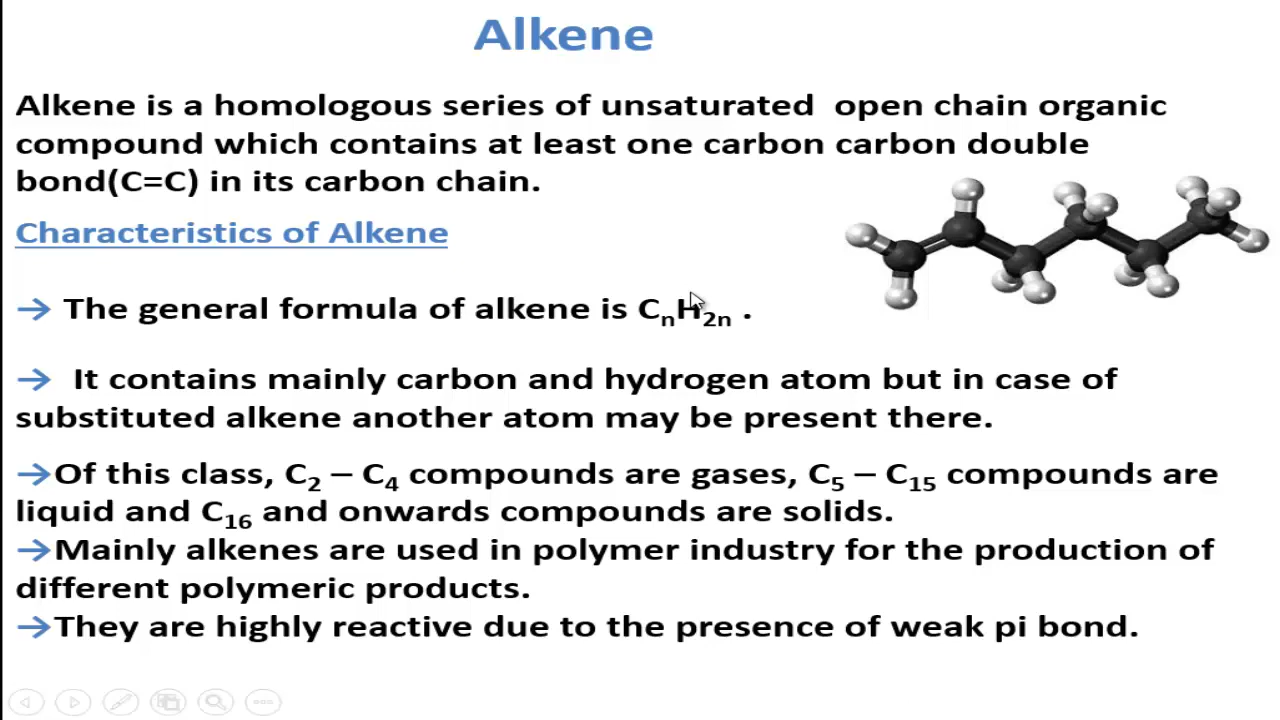 Alkene
Alkene is a homologous series of unsaturated  open chain organic
compound which contains at least one carbon carbon double
bond(C=C) in its carbon chain.
Characteristics of Alkene
→ The general formula of alkene is CₙH₂ₙ .
→ It contains mainly carbon and hydrogen atom but in case of
substituted alkene another atom may be present there.
→Of this class, C₂ – C₄ compounds are gases, C₅ – C₁₅ compounds are
liquid and C₁₆ and onwards compounds are solids.
→Mainly alkenes are used in polymer industry for the production of
different polymeric products.
→They are highly reactive due to the presence of weak pi bond.